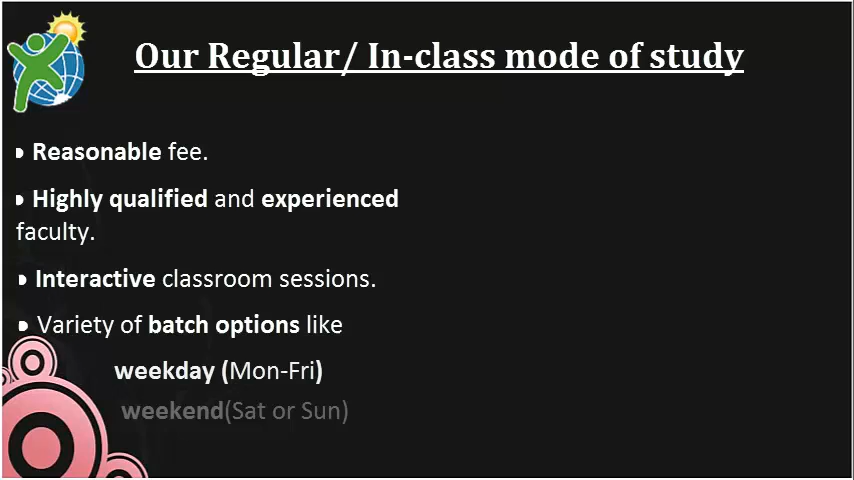 Our Regular/ In-class mode of study
Reasonable fee.
Highly qualified and experienced
faculty.
Interactive classroom sessions.
Variety of batch options like
weekday (Mon-Fri)
weekend(Sat or Sun)